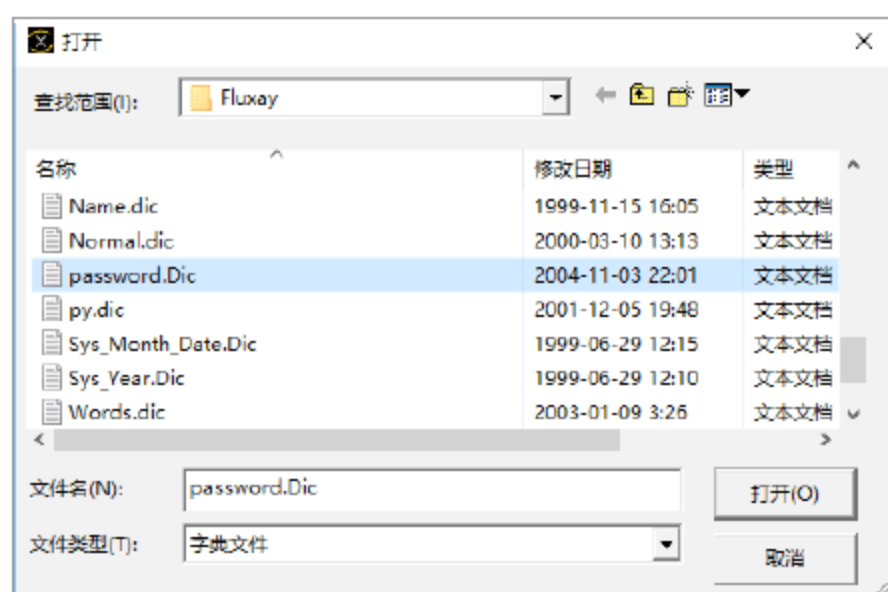 打开
查找范围(I): Fluxay
名称 修改日期 类型
Name.dic 1999-11-15 16:05 文本文档
Normal.dic 2000-03-10 13:13 文本文档
password.Dic 2004-11-03 22:01 文本文档
py.dic 2001-12-05 19:48 文本文档
Sys_Month_Date.Dic 1999-06-29 12:15 文本文档
Sys_Year.Dic 1999-06-29 12:10 文本文档
Words.dic 2003-01-09 3:26 文本文档
文件名(N): password.Dic 打开(O)
文件类型(T): 字典文件 取消